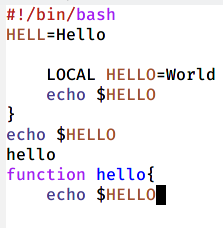 #!/bin/bash
HELL=Hello
LOCAL HELLO=World
echo $HELLO
}
echo $HELLO
hello
function hello{
echo $HELLO